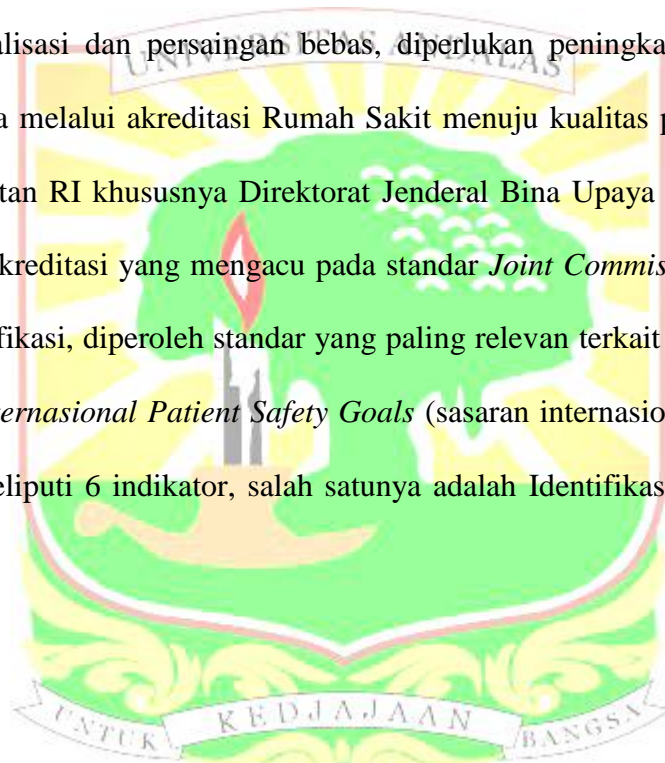 alisasi dan persaingan bebas, diperlukan peningka
UNIVERSITAS ANDALAS
a melalui akreditasi Rumah Sakit menuju kualitas p
tan RI khususnya Direktorat Jenderal Bina Upaya
kreditasi yang mengacu pada standar Joint Commis
fikasi, diperoleh standar yang paling relevan terkait
ernasional Patient Safety Goals (sasaran internasio
eliputi 6 indikator, salah satunya adalah Identifikas
UNTUK KEDJAJAAN BANGSA